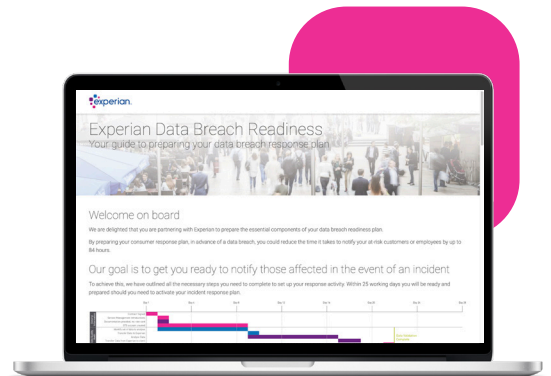 experian.
Experian Data Breach Readiness
Your guide to preparing your data breach response plan
Welcome on board
We are delighted that you are partnering with Experian to prepare the essential components of your data breach readiness plan.
By preparing your consumer response plan, in advance of a data breach, you could reduce the time it takes to notify your at-risk customers or employees by up to
84 hours.
Our goal is to get you ready to notify those affected in the event of an incident
To achieve this, we have outlined all the necessary steps you need to complete to set up your response activity. Within 25 working days you will be ready and
prepared should you need to activate your incident response plan.